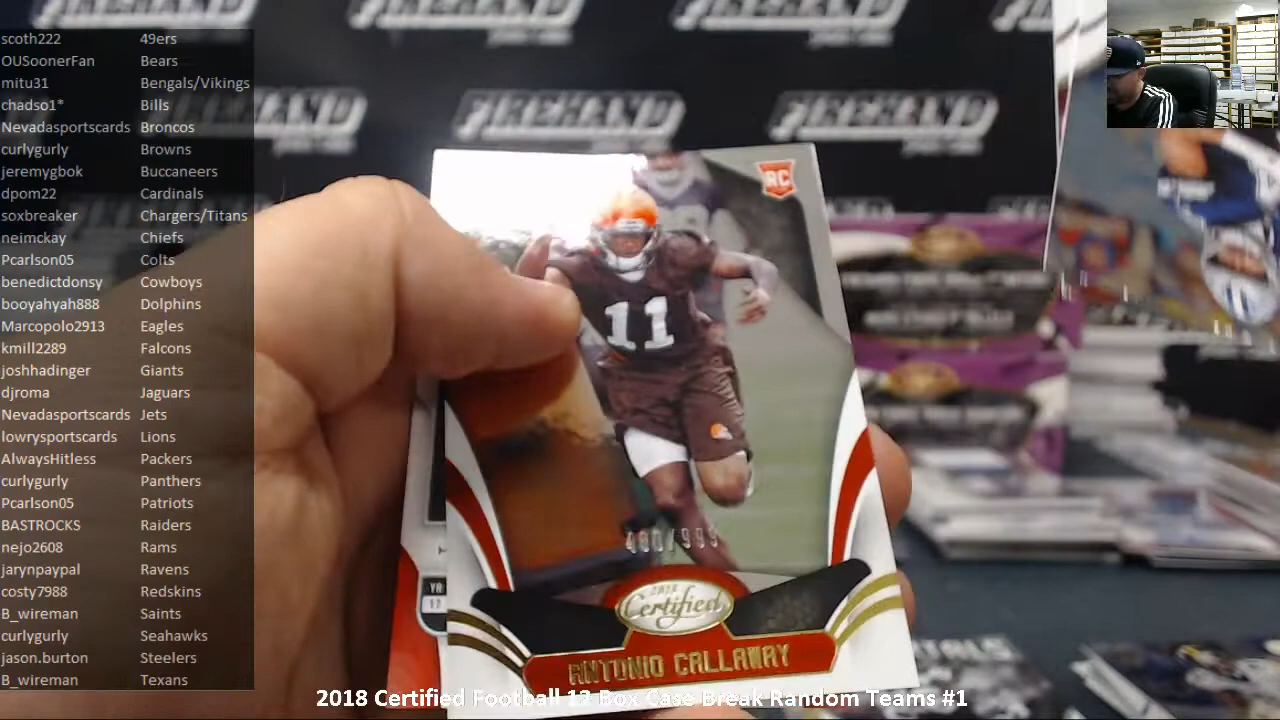 scoth222 49ers
OUSoonerFan Bears
mitu31 Bengals/Vikings
chadso1* Bills
Nevadasportscards Broncos
curlygurly Browns
jeremygbok Buccaneers
dpom22 Cardinals
soxbreaker Chargers/Titans
neimckay Chiefs
Pcarlson05 Colts
benedictdonsy Cowboys
booyahyah888 Dolphins
Marcopolo2913 Eagles
kmill2289 Falcons
joshhadinger Giants
djroma Jaguars
Nevadasportscards Jets
lowrysportscards Lions
AlwaysHitless Packers
curlygurly Panthers
Pcarlson05 Patriots
BASTROCKS Raiders
nejo2608 Rams
jarynpaypal Ravens
costy7988 Redskins
B_wireman Saints
curlygurly Seahawks
jason.burton Steelers
B_wireman Texans
FIREHAND FIREHAND
RC
11
2018
Certified
ANTONIO CALLAWAY
YR
2018 Certified Football 12 Box Case Break Random Teams #1